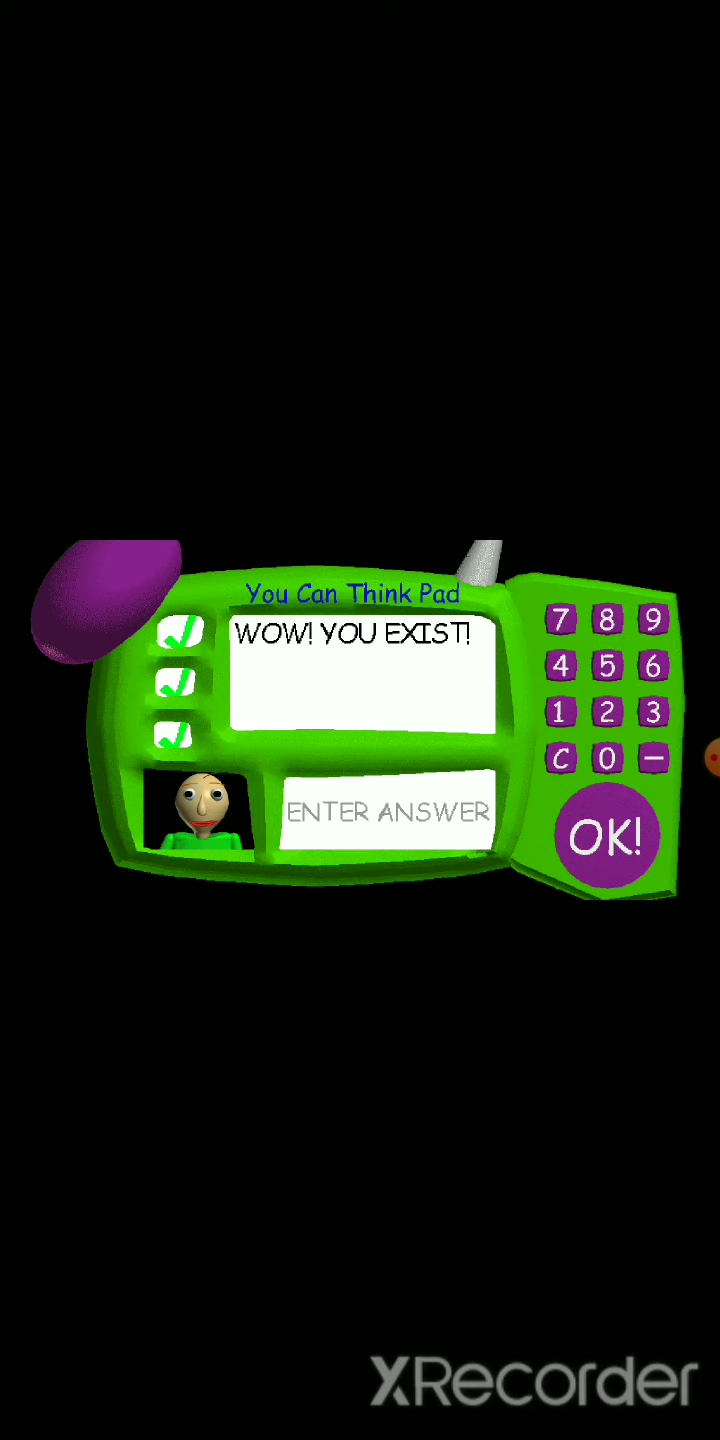 You Can Think Pad
WOW! YOU EXIST!
7 8 9
4 5 6
1 2 3
C 0 −
ENTER ANSWER
OK!
XRecorder